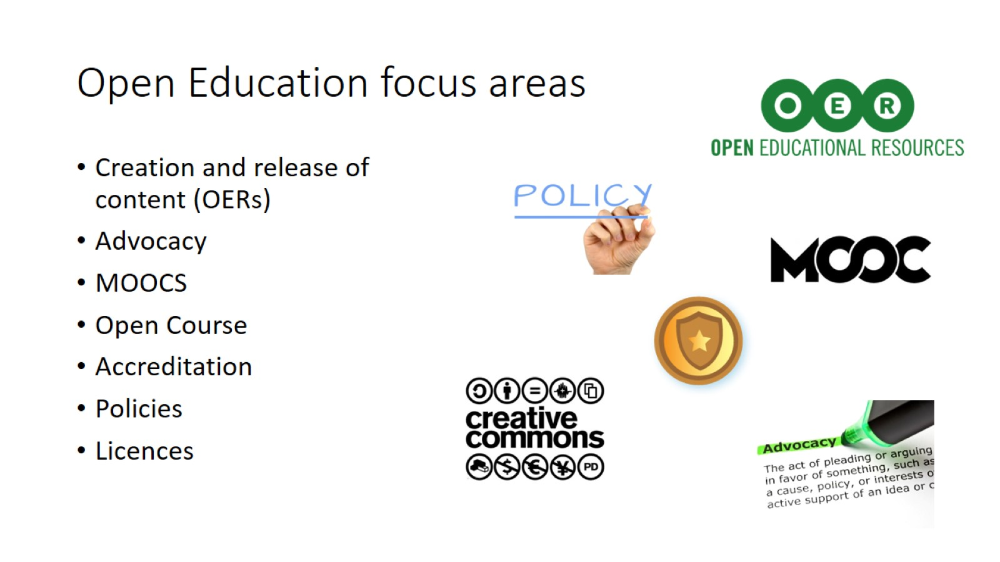 Open Education focus areas
• Creation and release of
content (OERs)
• Advocacy
• MOOCS
• Open Course
• Accreditation
• Policies
• Licences
OER
OPEN EDUCATIONAL RESOURCES
POLICY
MOOC
creative
commons
PD
Advocacy
The act of pleading or arguing
in favor of something, such as
a cause, policy, or interests
active support of an idea or